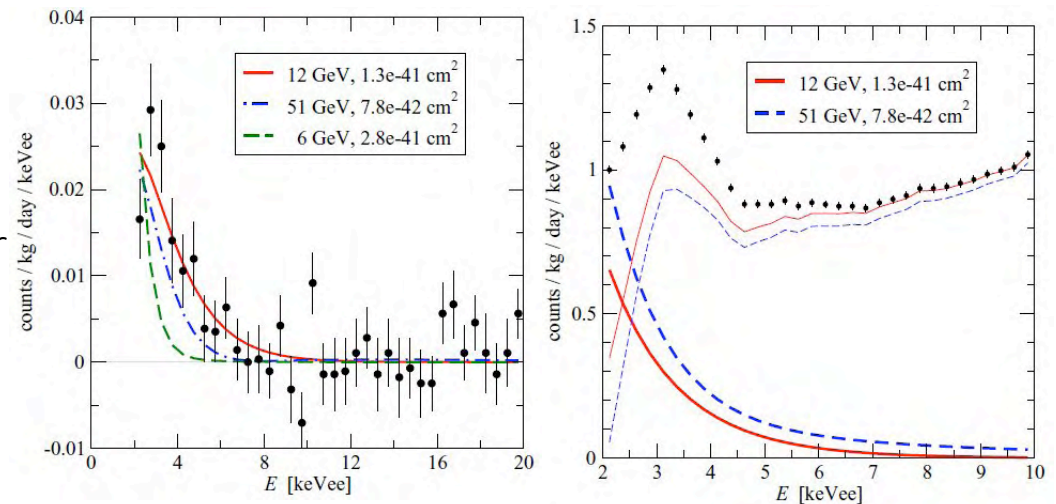 0.04
0.03
0.02
0.01
0
-0.01
counts / kg / day / keVee
12 GeV, 1.3e-41 cm²
51 GeV, 7.8e-42 cm²
6 GeV, 2.8e-41 cm²
0 4 8 12 16 20
E [keVee]
1.5
1
0.5
0
counts / kg / day / keVee
12 GeV, 1.3e-41 cm²
51 GeV, 7.8e-42 cm²
2 3 4 5 6 7 8 9 10
E [keVee]